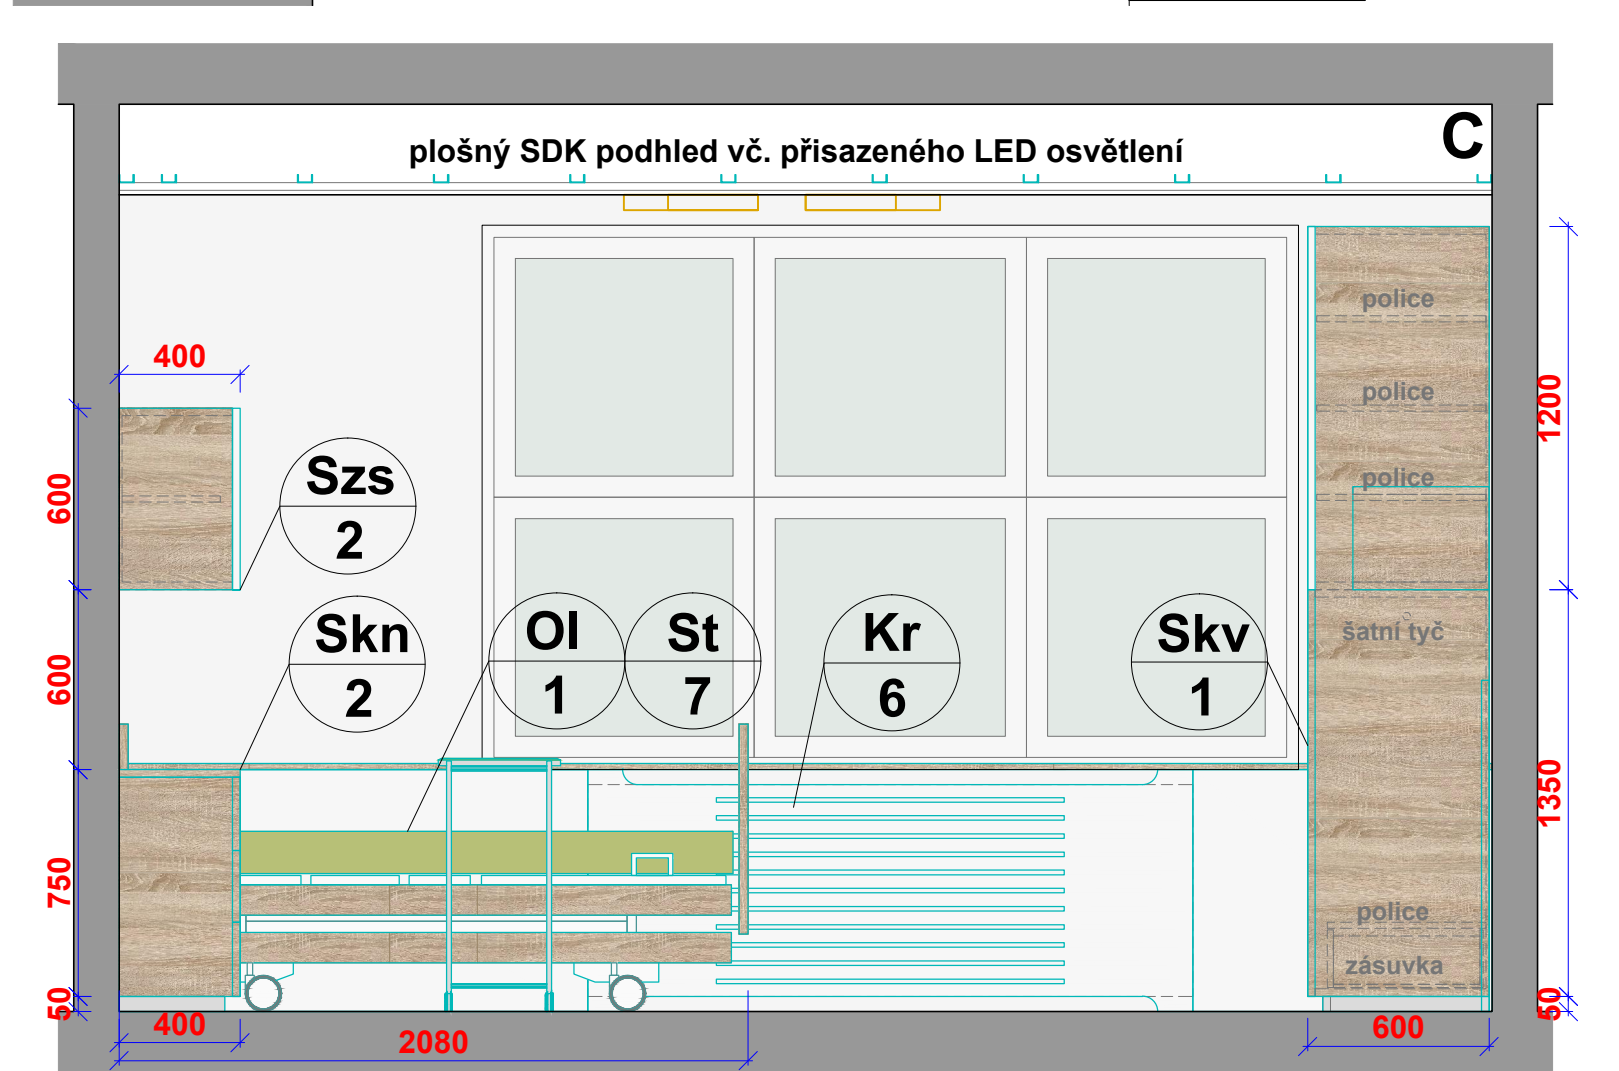 C
plošný SDK podhled vč. přisazeného LED osvětlení
police
400
police
1200
Szs
2
police
600
Skn
2
Ol
1
St
7
Kr
6
Skv
1
šatní tyč
600
1350
750
police
zásuvka
50
50
400
2080
600